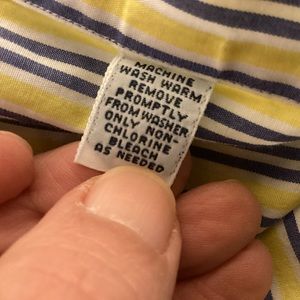 MACHINE
WASH WARM
REMOVE
PROMPTLY
FROM WASHER
ONLY NON-
CHLORINE
BLEACH
AS NEEDED